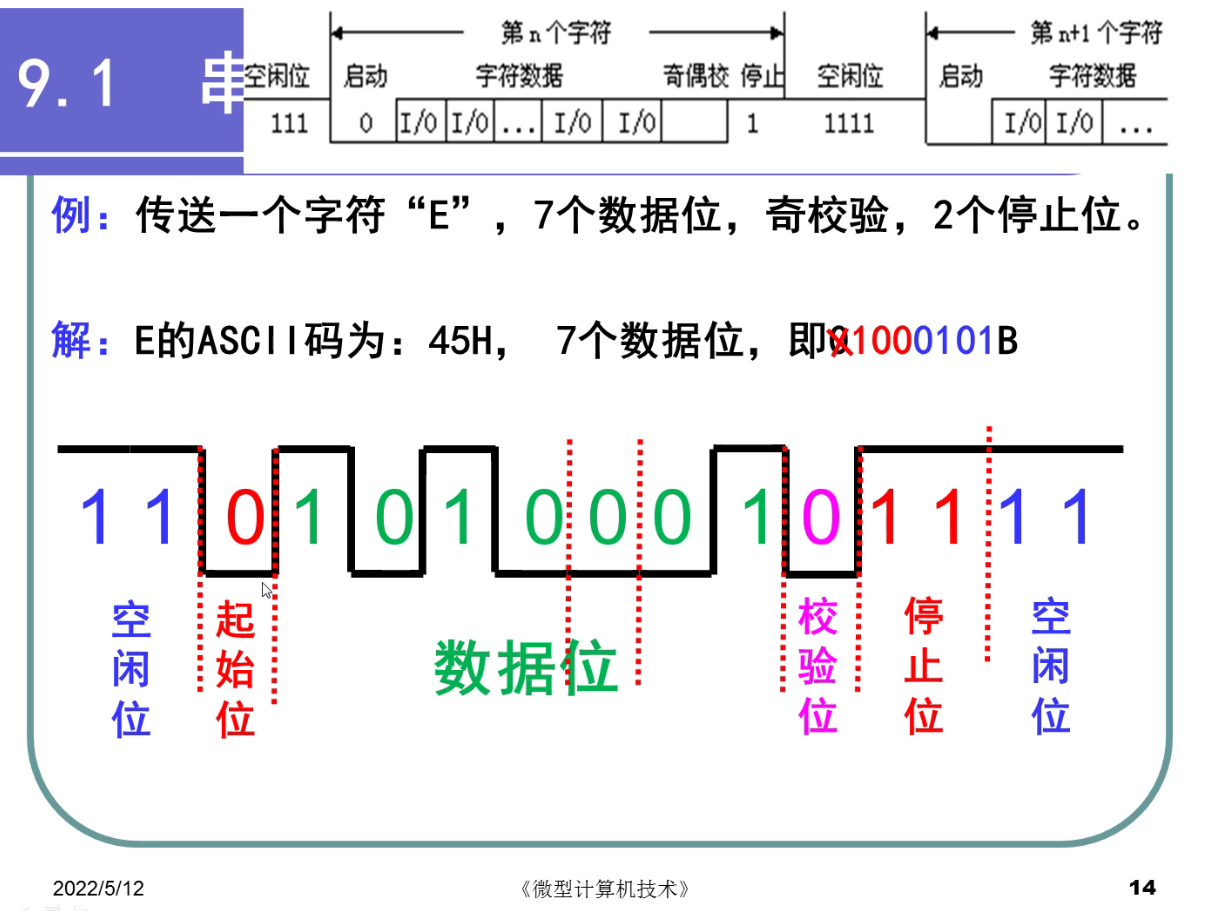 第n个字符 第n+1个字符
9.1 串
空闲位 启动 字符数据 奇偶校 停止 空闲位 启动 字符数据
111 0 I/0 I/0 ... I/0 I/0 1 1111 I/0 I/0 ...
例：传送一个字符“E”，7个数据位，奇校验，2个停止位。
解：E的ASCII码为：45H， 7个数据位，即01000101B
1 1 0 1 0 1 0 0 0 1 0 1 1 1 1
空闲位 起始位 数据位 校验位 停止位 空闲位
2022/5/12 《微型计算机技术》 14